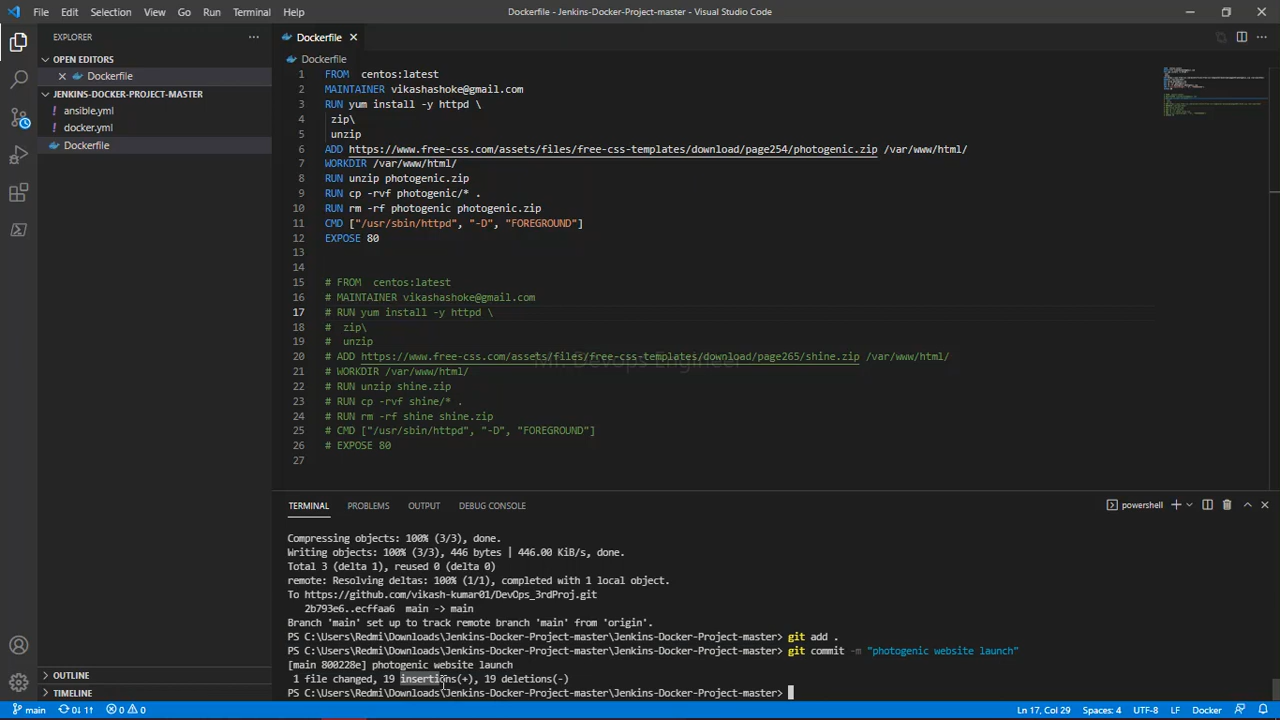 File Edit Selection View Go Run Terminal Help
Dockerfile - Jenkins-Docker-Project-master - Visual Studio Code
EXPLORER
OPEN EDITORS
Dockerfile
JENKINS-DOCKER-PROJECT-MASTER
ansible.yml
docker.yml
Dockerfile
OUTLINE
TIMELINE
Dockerfile
Dockerfile
1 FROM centos:latest
2 MAINTAINER vikashashoke@gmail.com
3 RUN yum install -y httpd \
4 zip\
5 unzip
6 ADD https://www.free-css.com/assets/files/free-css-templates/download/page254/photogenic.zip /var/www/html/
7 WORKDIR /var/www/html/
8 RUN unzip photogenic.zip
9 RUN cp -rvf photogenic/* .
10 RUN rm -rf photogenic photogenic.zip
11 CMD ["/usr/sbin/httpd", "-D", "FOREGROUND"]
12 EXPOSE 80
13
14
15 # FROM centos:latest
16 # MAINTAINER vikashashoke@gmail.com
17 # RUN yum install -y httpd \
18 # zip\
19 # unzip
20 # ADD https://www.free-css.com/assets/files/free-css-templates/download/page265/shine.zip /var/www/html/
21 # WORKDIR /var/www/html/
22 # RUN unzip shine.zip
23 # RUN cp -rvf shine/* .
24 # RUN rm -rf shine shine.zip
25 # CMD ["/usr/sbin/httpd", "-D", "FOREGROUND"]
26 # EXPOSE 80
27
TERMINAL PROBLEMS OUTPUT DEBUG CONSOLE
powershell
Compressing objects: 100% (3/3), done.
Writing objects: 100% (3/3), 446 bytes | 446.00 KiB/s, done.
Total 3 (delta 1), reused 0 (delta 0)
remote: Resolving deltas: 100% (1/1), completed with 1 local object.
To https://github.com/vikash-kumar01/DevOps_3rdProj.git
2b793e6..ecffaa6 main -> main
Branch 'main' set up to track remote branch 'main' from 'origin'.
PS C:\Users\Redmi\Downloads\Jenkins-Docker-Project-master\Jenkins-Docker-Project-master> git add .
PS C:\Users\Redmi\Downloads\Jenkins-Docker-Project-master\Jenkins-Docker-Project-master> git commit -m "photogenic website launch"
[main 800228e] photogenic website launch
1 file changed, 19 insertions(+), 19 deletions(-)
PS C:\Users\Redmi\Downloads\Jenkins-Docker-Project-master\Jenkins-Docker-Project-master>
main 0↓ 1↑ 0 0 Ln 17, Col 29 Spaces: 4 UTF-8 LF Docker